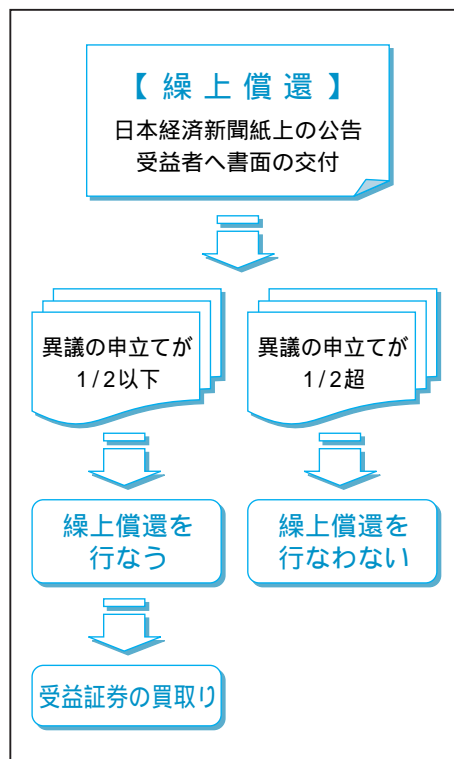 【繰上償還】
日本経済新聞紙上の公告
受益者へ書面の交付
異議の申立てが
1/2以下
異議の申立てが
1/2超
繰上償還を
行なう
繰上償還を
行なわない
受益証券の買取り